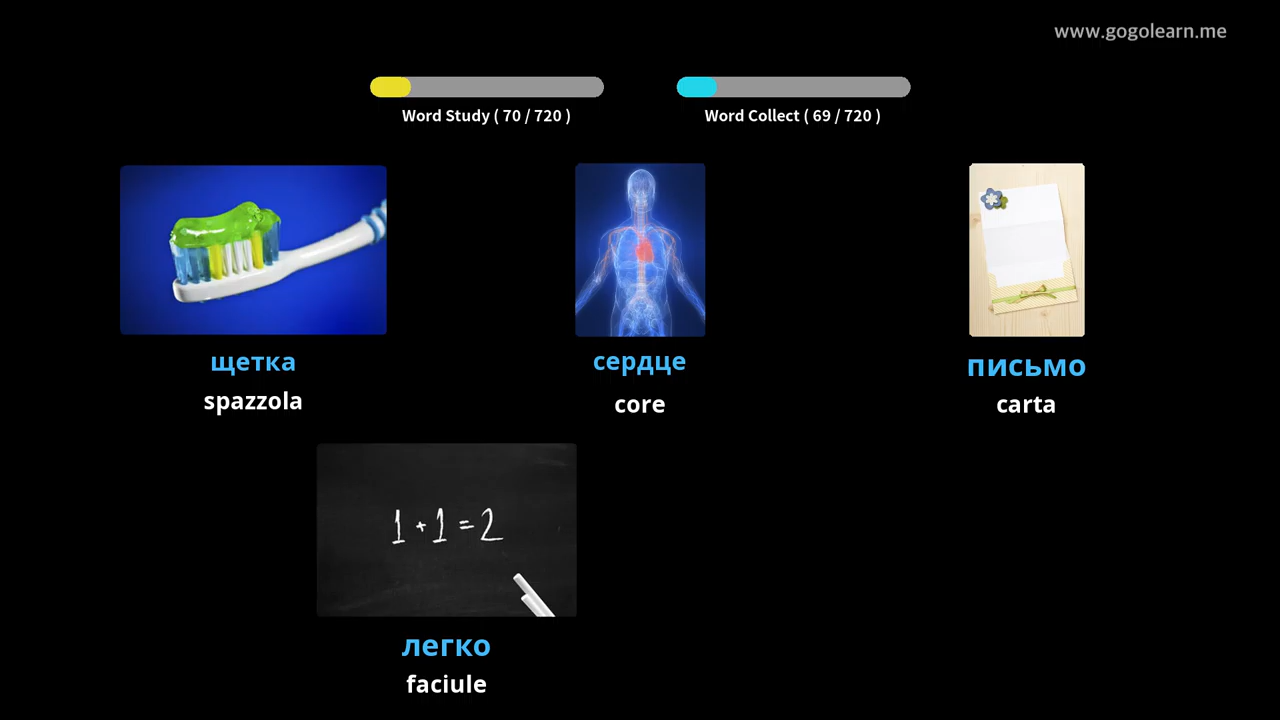 www.gogolearn.me
Word Study ( 70 / 720 )
Word Collect ( 69 / 720 )
щетка
spazzola
сердце
core
письмо
carta
1 + 1 = 2
легко
faciule